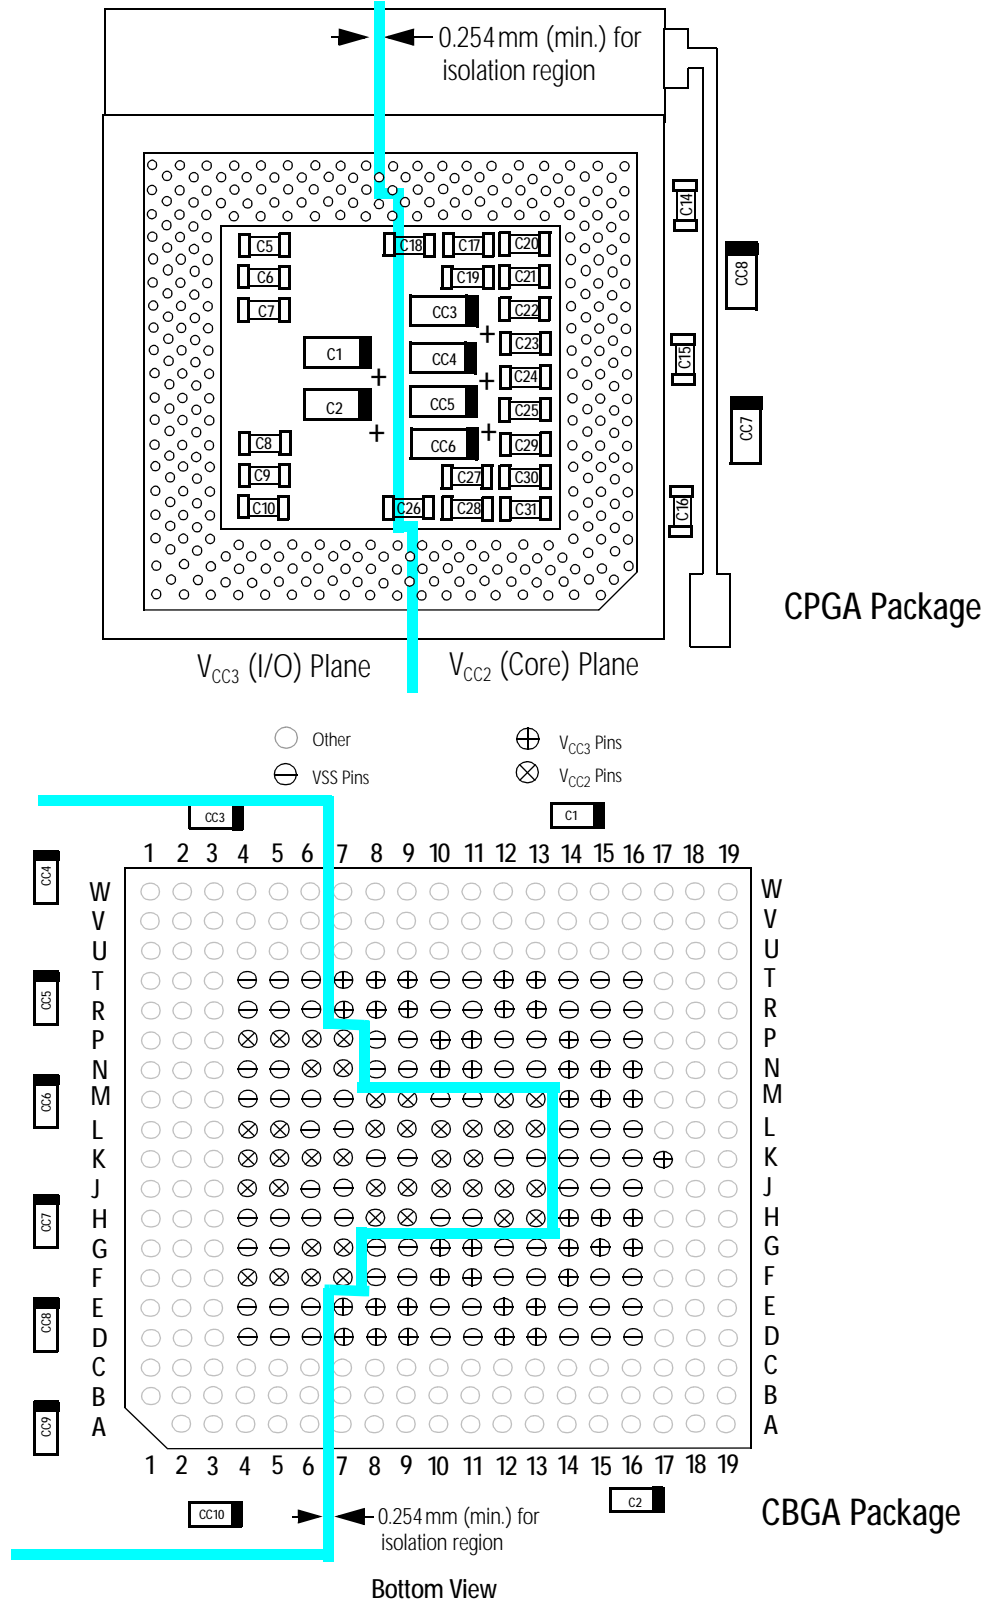 0.254 mm (min.) for
isolation region
C14
CC8
C5 C18 C17 C20
C6 C19 C21
C7 CC3 C22
C23
C1 CC4 C24 C15
C2 CC5 C25 CC7
C8 CC6 C29
C9 C27 C30
C10 C26 C28 C31 C16
CPGA Package
VCC3 (I/O) Plane VCC2 (Core) Plane
Other VCC3 Pins
VSS Pins VCC2 Pins
CC3 C1
1 2 3 4 5 6 7 8 9 10 11 12 13 14 15 16 17 18 19
CC4
W W
V V
U U
T T
CC5
R R
P P
N N
CC6
M M
L L
K K
J J
CC7
H H
G G
F F
CC8
E E
D D
C C
B B
CC9
A A
1 2 3 4 5 6 7 8 9 10 11 12 13 14 15 16 17 18 19
CC10 C2
0.254 mm (min.) for
isolation region
CBGA Package
Bottom View